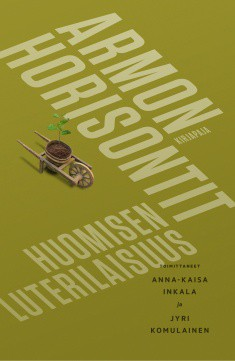 ARMON
HORISONTIT
KIRJAPAJA
HUOMISEN
LUTERILAISUUS
TOIMITTANEET
ANNA-KAISA
INKALA
ja
JYRI
KOMULAINEN